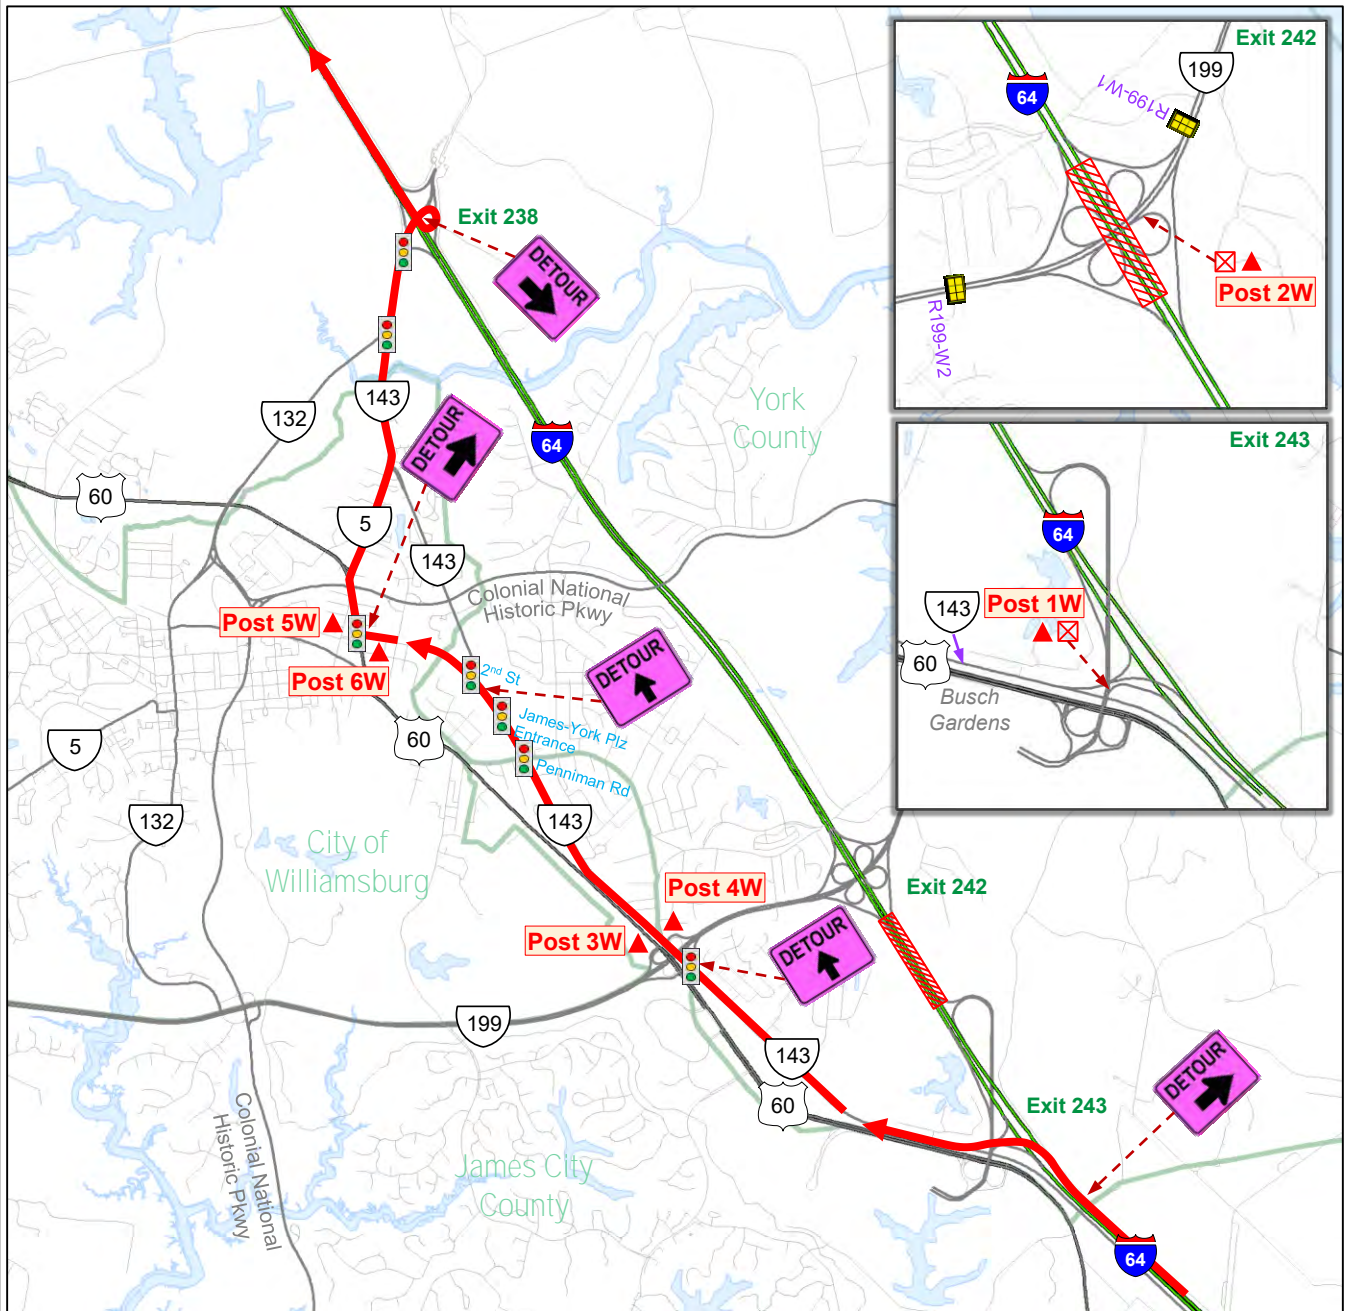 Exit 238
DETOUR
143
132
DETOUR
64
York
County
60
5
143
Colonial National
Historic Pkwy
Post 5W
Post 6W
2nd St
DETOUR
James-York Plz
Entrance
Penniman Rd
60
5
132
143
City of
Williamsburg
Post 4W
Post 3W
DETOUR
Exit 242
199
143
60
Exit 243
DETOUR
Colonial National
Historic Pkwy
James City
County
64
Exit 242
199
64
R199-W1
Post 2W
R199-W2
Exit 243
64
143
Post 1W
60
Busch
Gardens